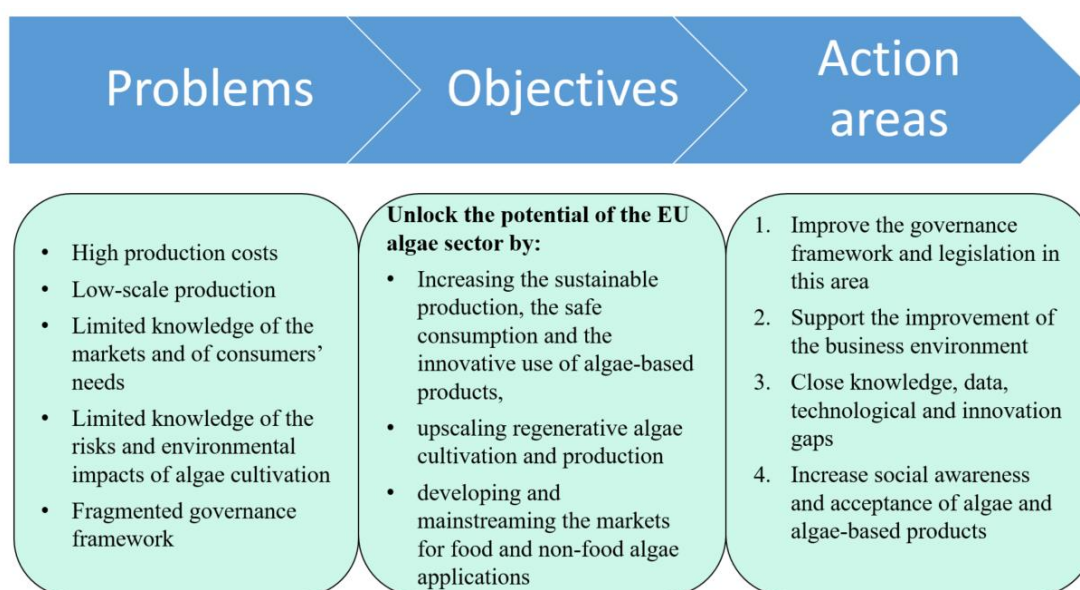 Problems
Objectives
Action
areas
• High production costs
• Low-scale production
• Limited knowledge of the
markets and of consumers’
needs
• Limited knowledge of the
risks and environmental
impacts of algae cultivation
• Fragmented governance
framework
Unlock the potential of the EU
algae sector by:
• Increasing the sustainable
production, the safe
consumption and the
innovative use of algae-based
products,
• upscaling regenerative algae
cultivation and production
• developing and
mainstreaming the markets
for food and non-food algae
applications
1. Improve the governance
framework and legislation in
this area
2. Support the improvement of
the business environment
3. Close knowledge, data,
technological and innovation
gaps
4. Increase social awareness
and acceptance of algae and
algae-based products